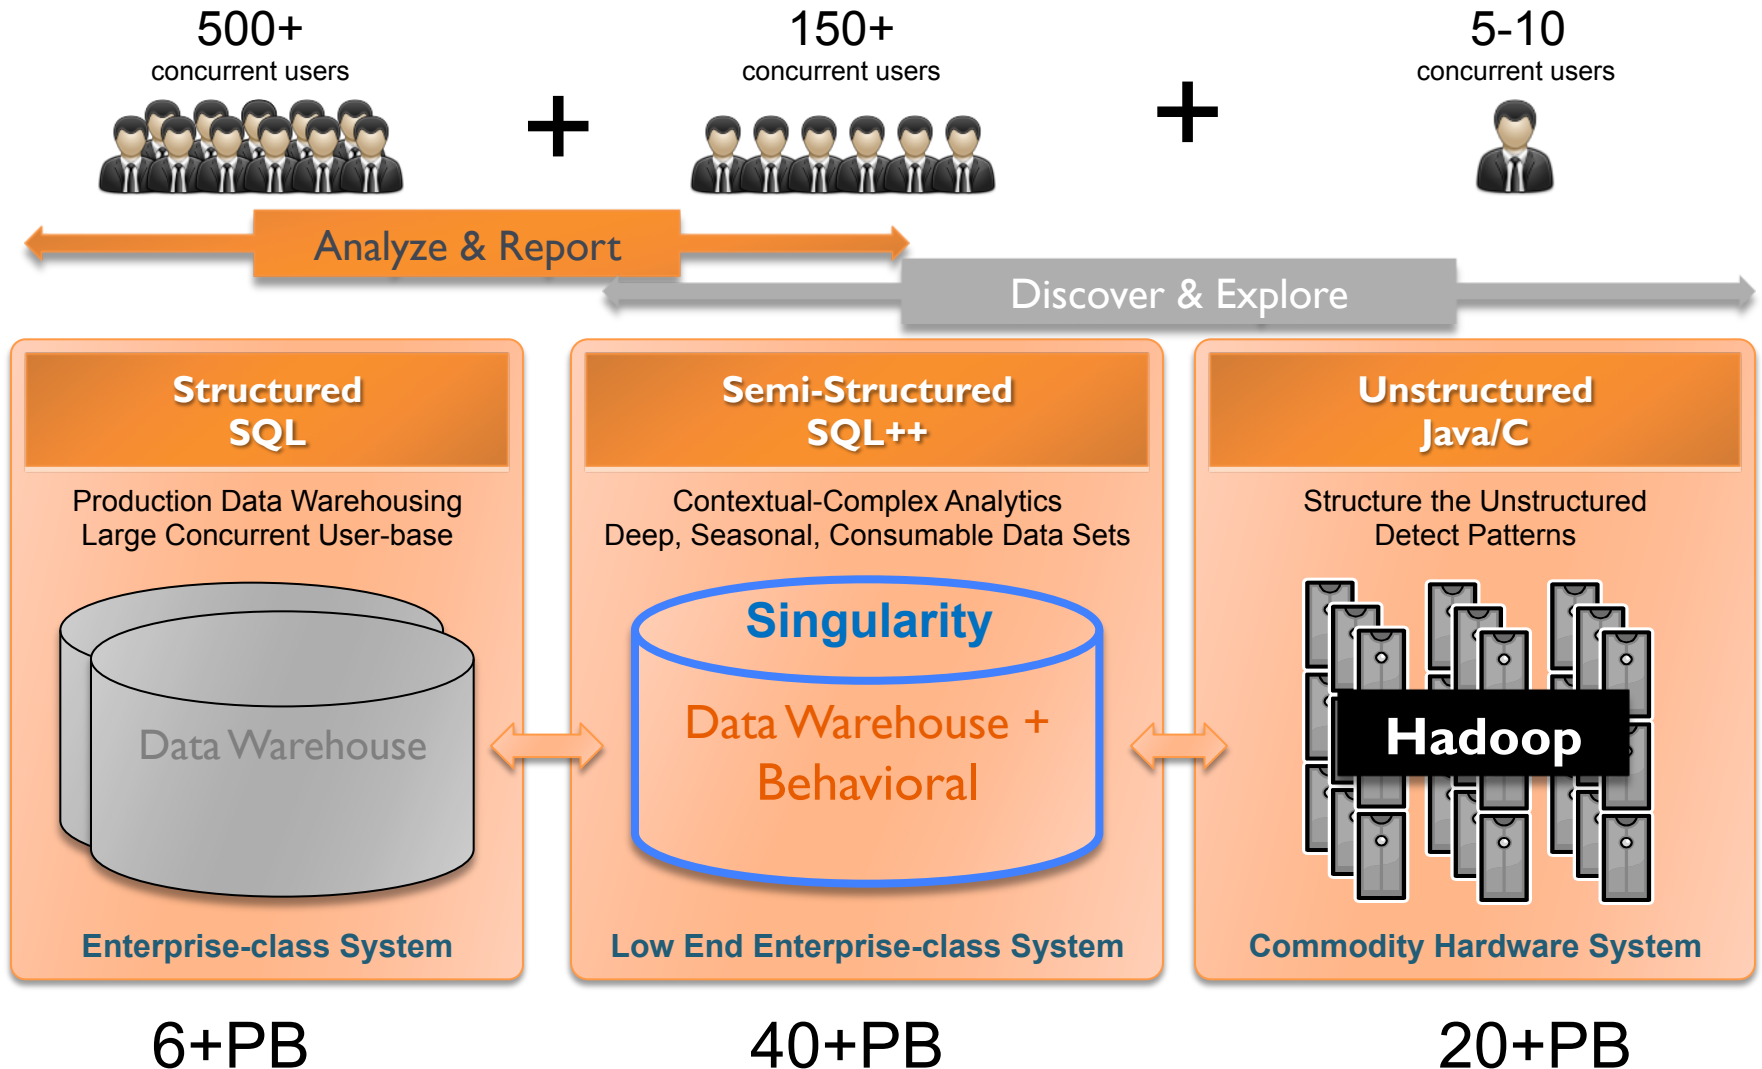 500+
concurrent users
150+
concurrent users
5-10
concurrent users
+
+
Analyze & Report
Discover & Explore
Structured
SQL
Production Data Warehousing
Large Concurrent User-base
Data Warehouse
Enterprise-class System
6+PB
Semi-Structured
SQL++
Contextual-Complex Analytics
Deep, Seasonal, Consumable Data Sets
Singularity
Data Warehouse +
Behavioral
Low End Enterprise-class System
40+PB
Unstructured
Java/C
Structure the Unstructured
Detect Patterns
Hadoop
Commodity Hardware System
20+PB